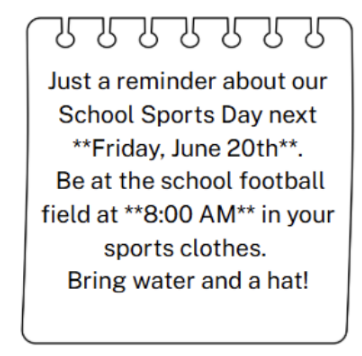 Just a reminder about our
School Sports Day next
**Friday, June 20th**.
Be at the school football
field at **8:00 AM** in your
sports clothes.
Bring water and a hat!